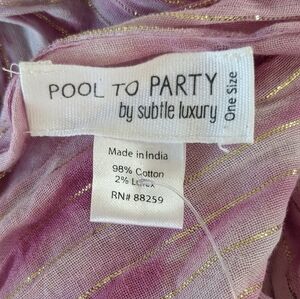 POOL TO PARTY
by subtle luxury
One Size
Made in India
98% Cotton
2% Lurex
RN# 88259